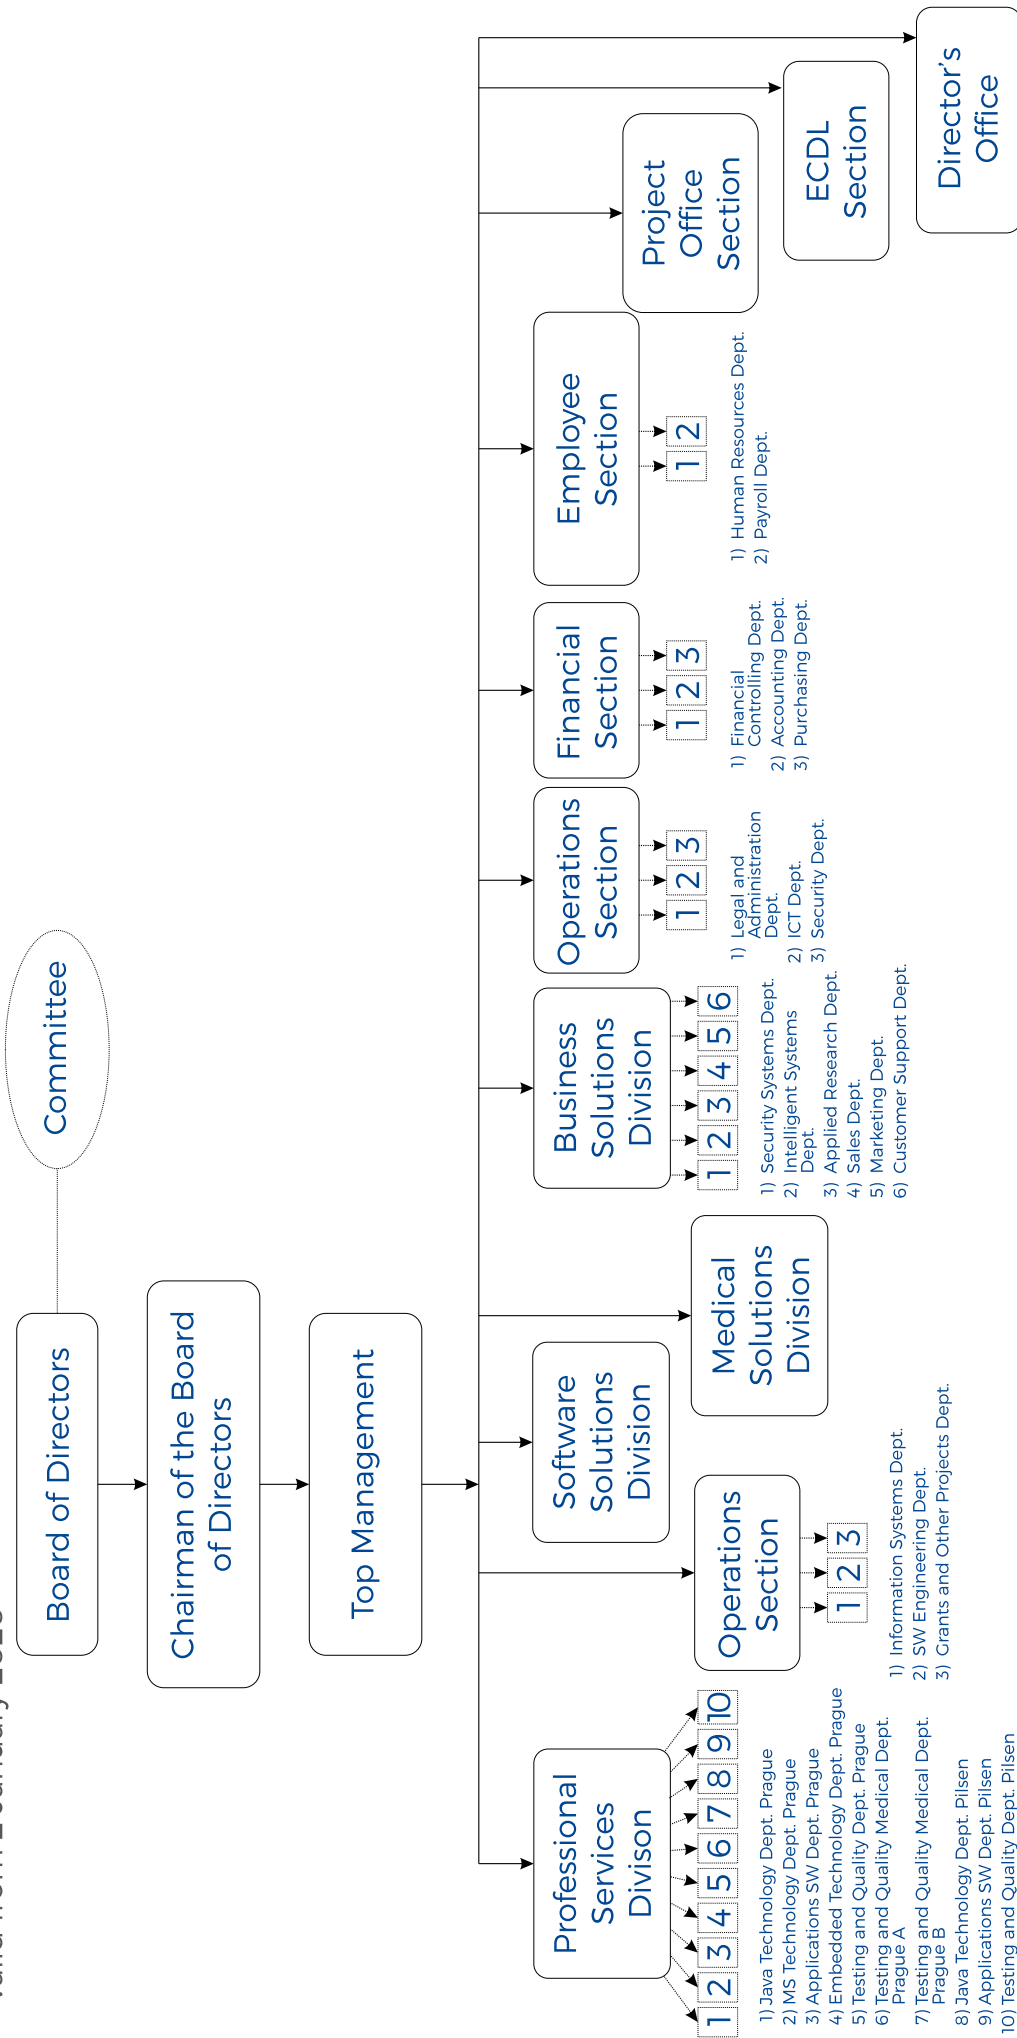 Board of Directors
Committee
Chairman of the Board
of Directors
Top Management
Professional
Services
Divison
1 2 3 4 5 6 7 8 9 10
1) Java Technology Dept. Prague
2) MS Technology Dept. Prague
3) Applications SW Dept. Prague
4) Embedded Technology Dept. Prague
5) Testing and Quality Dept. Prague
6) Testing and Quality Medical Dept.
Prague A
7) Testing and Quality Medical Dept.
Prague B
8) Java Technology Dept. Pilsen
9) Applications SW Dept. Pilsen
10) Testing and Quality Dept. Pilsen
Operations
Section
1 2 3
1) Information Systems Dept.
2) SW Engineering Dept.
3) Grants and Other Projects Dept.
Software
Solutions
Division
Medical
Solutions
Division
Business
Solutions
Division
1 2 3 4 5 6
1) Security Systems Dept.
2) Intelligent Systems
Dept.
3) Applied Research Dept.
4) Sales Dept.
5) Marketing Dept.
6) Customer Support Dept.
Operations
Section
1 2 3
1) Legal and
Administration
Dept.
2) ICT Dept.
3) Security Dept.
Financial
Section
1 2 3
1) Financial
Controlling Dept.
2) Accounting Dept.
3) Purchasing Dept.
Employee
Section
1 2
1) Human Resources Dept.
2) Payroll Dept.
Project
Office
Section
ECDL
Section
Director's
Office